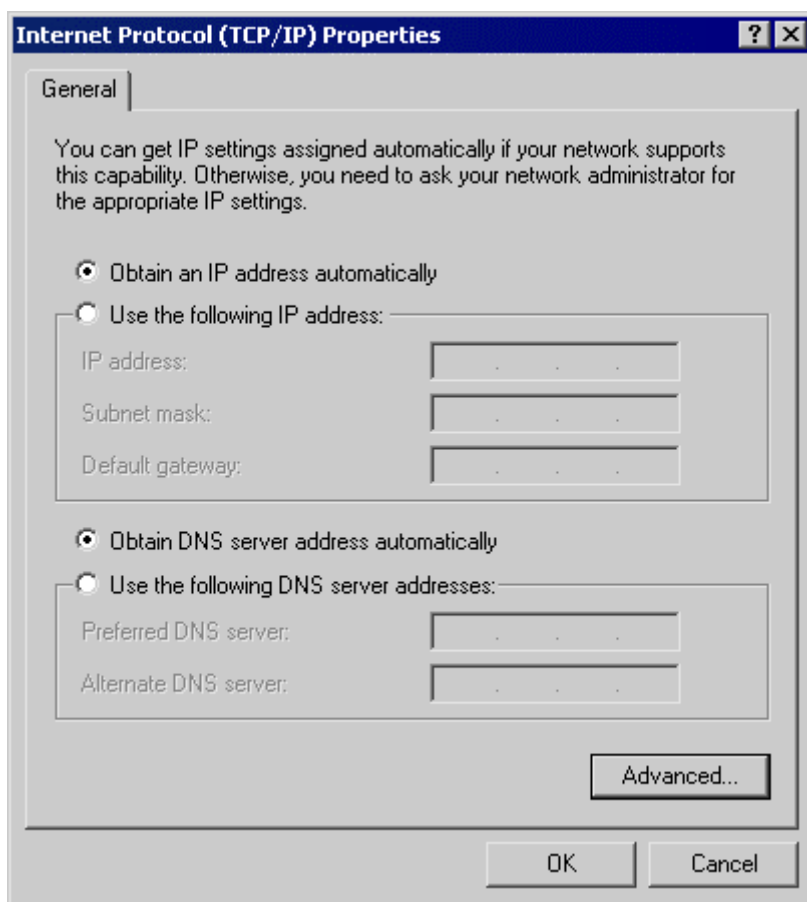 Internet Protocol (TCP/IP) Properties
General
You can get IP settings assigned automatically if your network supports
this capability. Otherwise, you need to ask your network administrator for
the appropriate IP settings.
Obtain an IP address automatically
Use the following IP address:
IP address:
Subnet mask:
Default gateway:
Obtain DNS server address automatically
Use the following DNS server addresses:
Preferred DNS server:
Alternate DNS server:
Advanced...
OK
Cancel